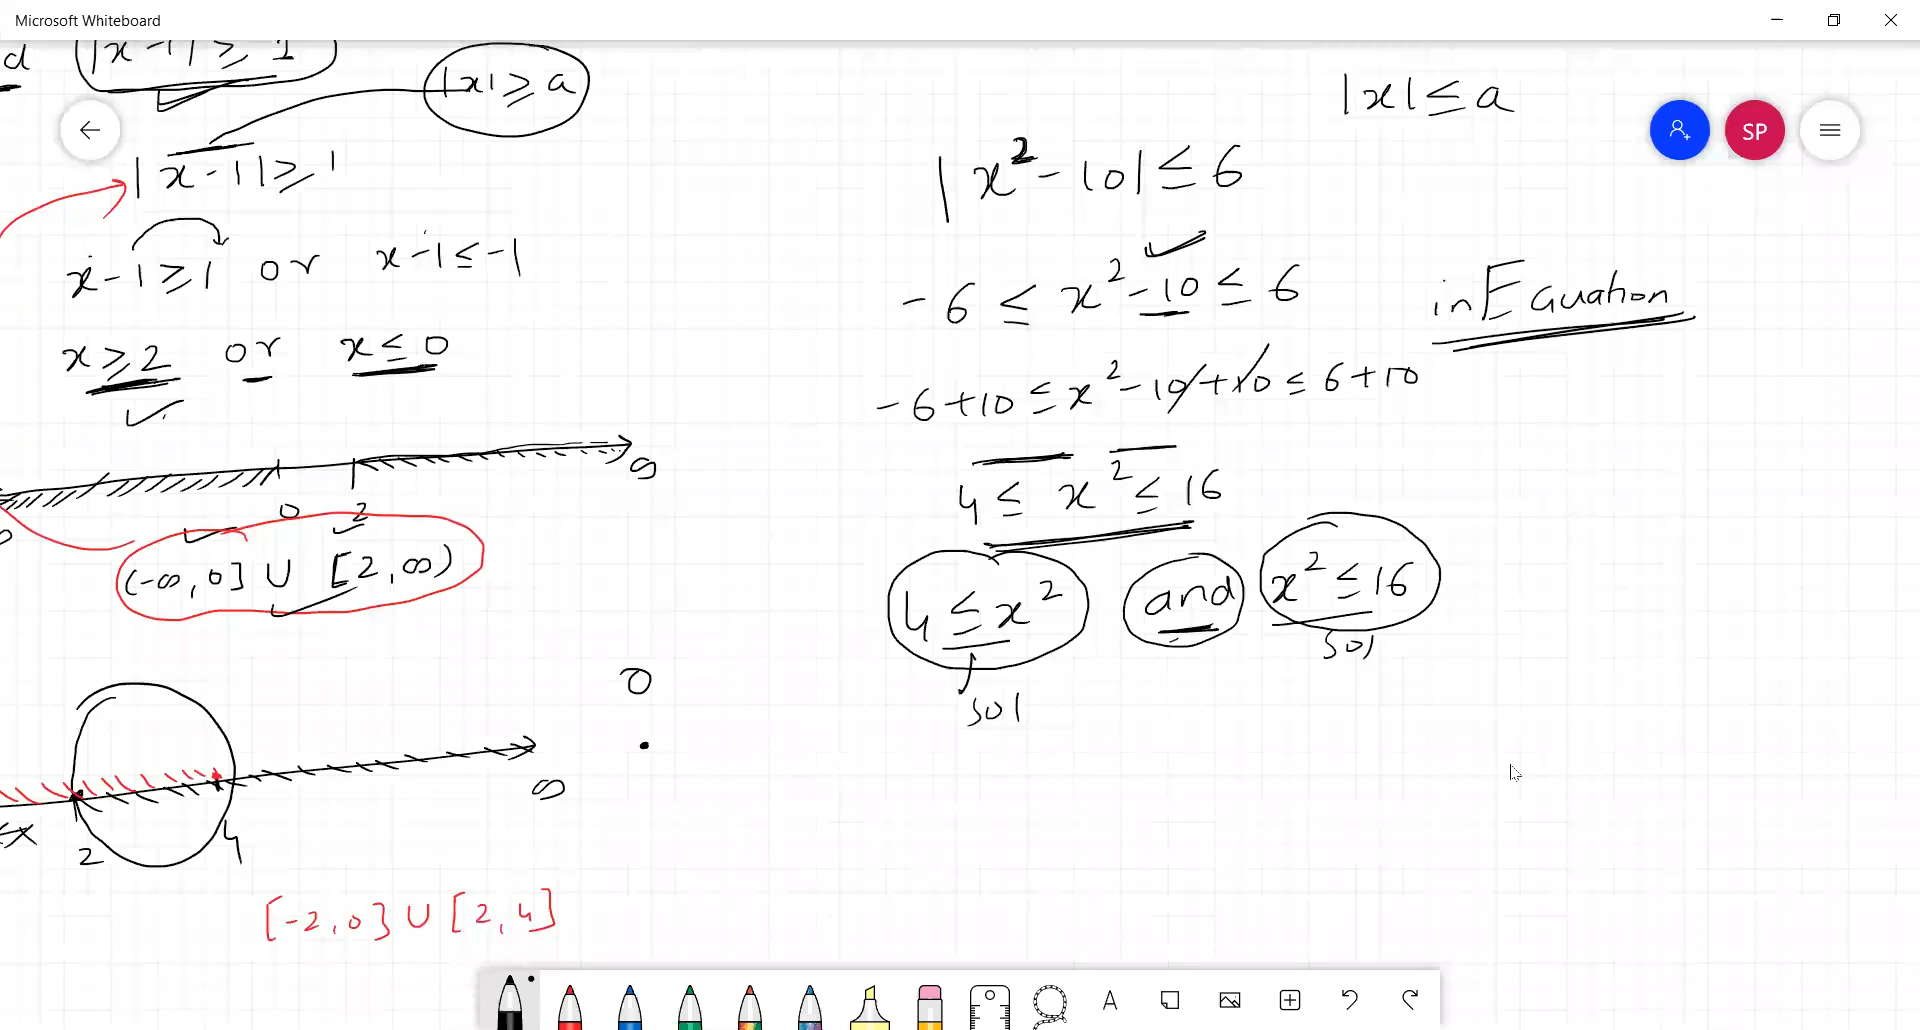 Microsoft Whiteboard
d |x-1| ≥ 1
|x| ≥ a
|x-1| ≥ 1
x-1 ≥ 1 or x-1 ≤ -1
x ≥ 2 or x ≤ 0
∞
0 2
(-∞, 0] ∪ [2, ∞)
0
∞
2 4
[-2, 0] ∪ [2, 4]
|x| ≤ a
SP
|x² - 10| ≤ 6
-6 ≤ x² - 10 ≤ 6
inEquation
-6+10 ≤ x² - 10 + 10 ≤ 6+10
4 ≤ x² ≤ 16
4 ≤ x² and x² ≤ 16
sol
sol
A